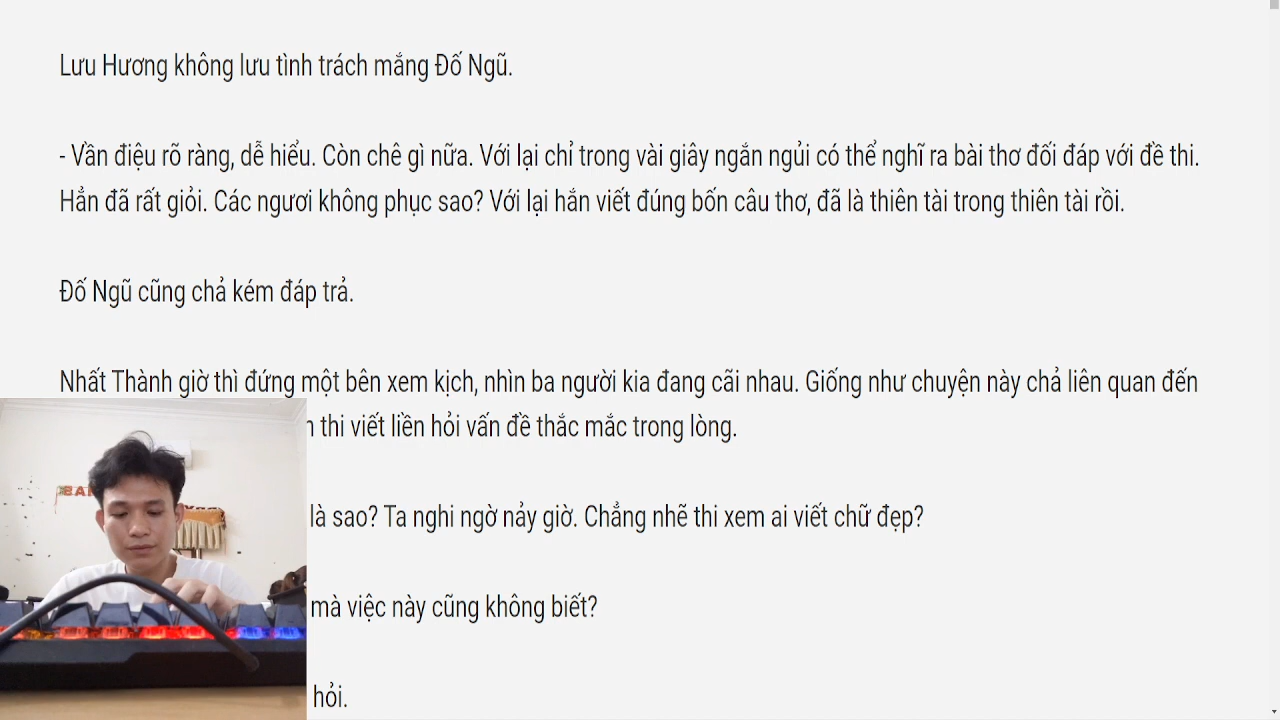 Lưu Hương không lưu tình trách mắng Đố Ngũ.
- Vần điệu rõ ràng, dễ hiểu. Còn chê gì nữa. Với lại chỉ trong vài giây ngắn ngủi có thể nghĩ ra bài thơ đối đáp với đề thi.
Hắn đã rất giỏi. Các ngươi không phục sao? Với lại hắn viết đúng bốn câu thơ, đã là thiên tài trong thiên tài rồi.
Đố Ngũ cũng chả kém đáp trả.
Nhất Thành giờ thì đứng một bên xem kịch, nhìn ba người kia đang cãi nhau. Giống như chuyện này chả liên quan đến
thi viết liền hỏi vấn đề thắc mắc trong lòng.
là sao? Ta nghi ngờ nảy giờ. Chẳng nhẽ thi xem ai viết chữ đẹp?
mà việc này cũng không biết?
hỏi.